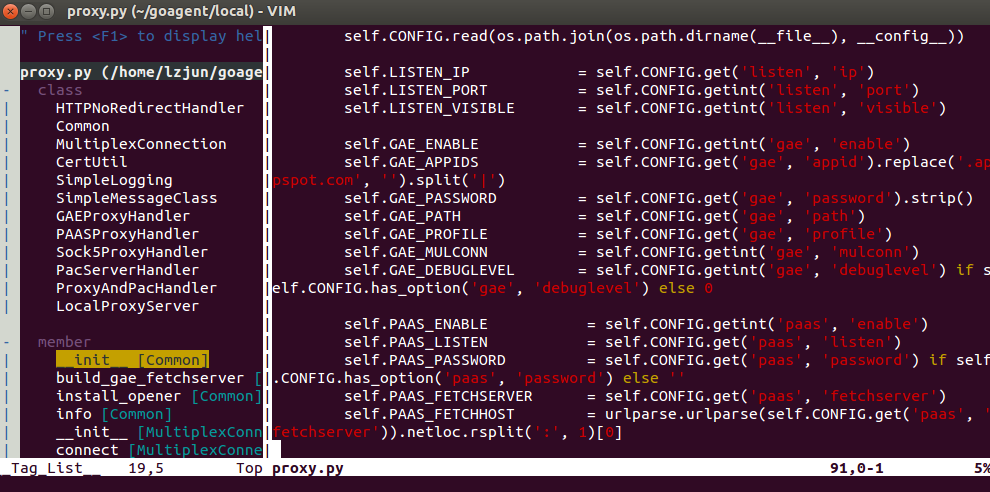 proxy.py (~/goagent/local) - VIM
" Press <F1> to display hel
proxy.py (/home/lzjun/goage
- class
| HTTPNoRedirectHandler
| Common
| MultiplexConnection
| CertUtil
| SimpleLogging
| SimpleMessageClass
| GAEProxyHandler
| PAASProxyHandler
| Sock5ProxyHandler
| PacServerHandler
| ProxyAndPacHandler
| LocalProxyServer
- member
| __init__ [Common]
| build_gae_fetchserver [
| install_opener [Common]
| info [Common]
| __init__ [MultiplexConn
| connect [MultiplexConne
self.CONFIG.read(os.path.join(os.path.dirname(__file__), __config__))
self.LISTEN_IP = self.CONFIG.get('listen', 'ip')
self.LISTEN_PORT = self.CONFIG.getint('listen', 'port')
self.LISTEN_VISIBLE = self.CONFIG.getint('listen', 'visible')
self.GAE_ENABLE = self.CONFIG.getint('gae', 'enable')
self.GAE_APPIDS = self.CONFIG.get('gae', 'appid').replace('.ap
pspot.com', '').split('|')
self.GAE_PASSWORD = self.CONFIG.get('gae', 'password').strip()
self.GAE_PATH = self.CONFIG.get('gae', 'path')
self.GAE_PROFILE = self.CONFIG.get('gae', 'profile')
self.GAE_MULCONN = self.CONFIG.getint('gae', 'mulconn')
self.GAE_DEBUGLEVEL = self.CONFIG.getint('gae', 'debuglevel') if s
elf.CONFIG.has_option('gae', 'debuglevel') else 0
self.PAAS_ENABLE = self.CONFIG.getint('paas', 'enable')
self.PAAS_LISTEN = self.CONFIG.get('paas', 'listen')
self.PAAS_PASSWORD = self.CONFIG.get('paas', 'password') if self
.CONFIG.has_option('paas', 'password') else ''
self.PAAS_FETCHSERVER = self.CONFIG.get('paas', 'fetchserver')
self.PAAS_FETCHHOST = urlparse.urlparse(self.CONFIG.get('paas', '
fetchserver')).netloc.rsplit(':', 1)[0]
_Tag_List__ 19,5 Top proxy.py 91,0-1 5%